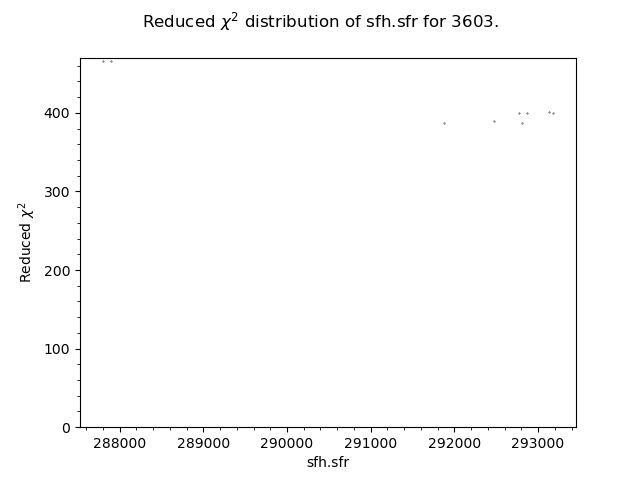 Reduced χ² distribution of sfh.sfr for 3603.
400
300
200
100
0
Reduced χ²
288000 289000 290000 291000 292000 293000
sfh.sfr